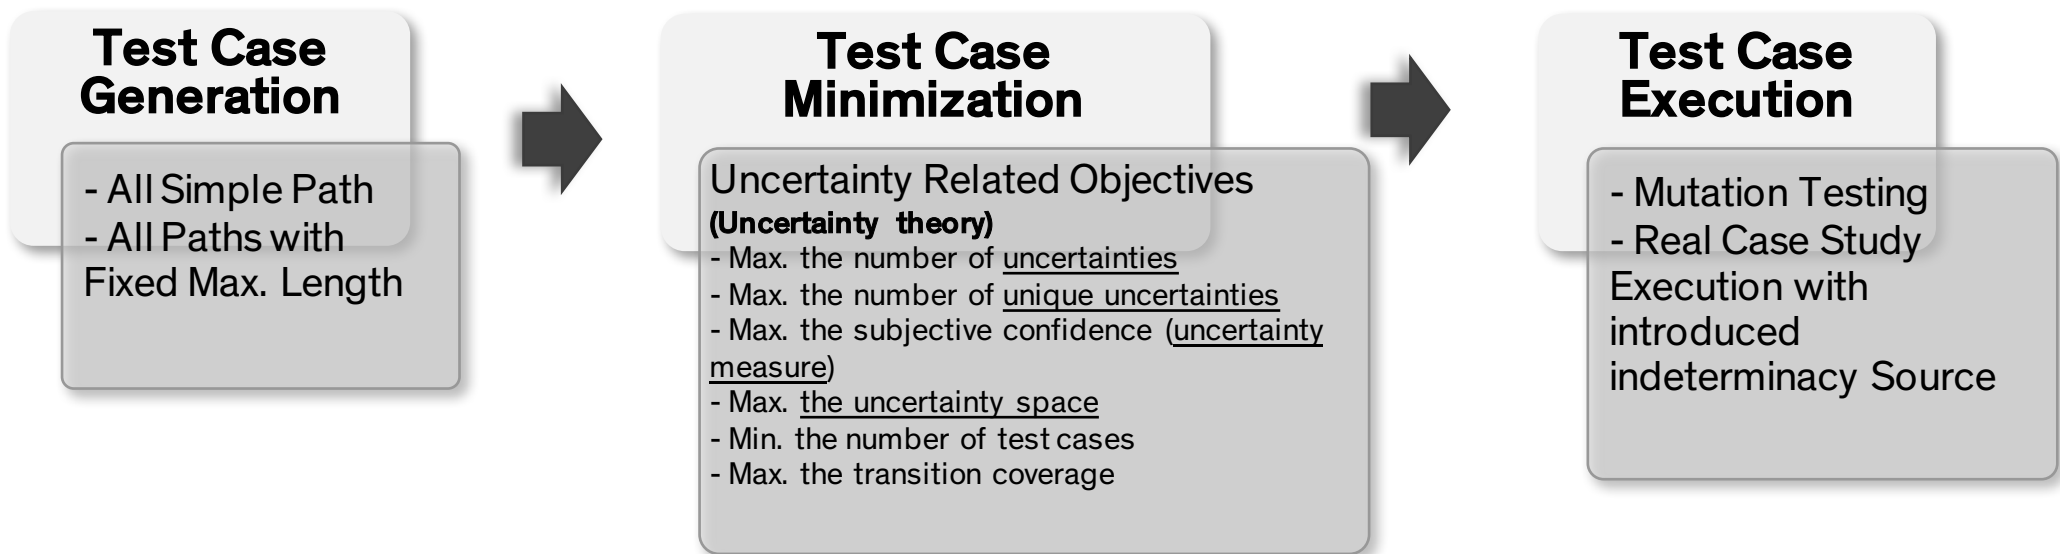 Test Case
Generation
- All Simple Path
- All Paths with
Fixed Max. Length
Test Case
Minimization
Uncertainty Related Objectives
(Uncertainty theory)
- Max. the number of uncertainties
- Max. the number of unique uncertainties
- Max. the subjective confidence (uncertainty
measure)
- Max. the uncertainty space
- Min. the number of test cases
- Max. the transition coverage
Test Case
Execution
- Mutation Testing
- Real Case Study
Execution with
introduced
indeterminacy Source